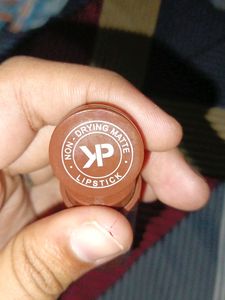 NON - DRYING MATTE
KP
• LIPSTICK •